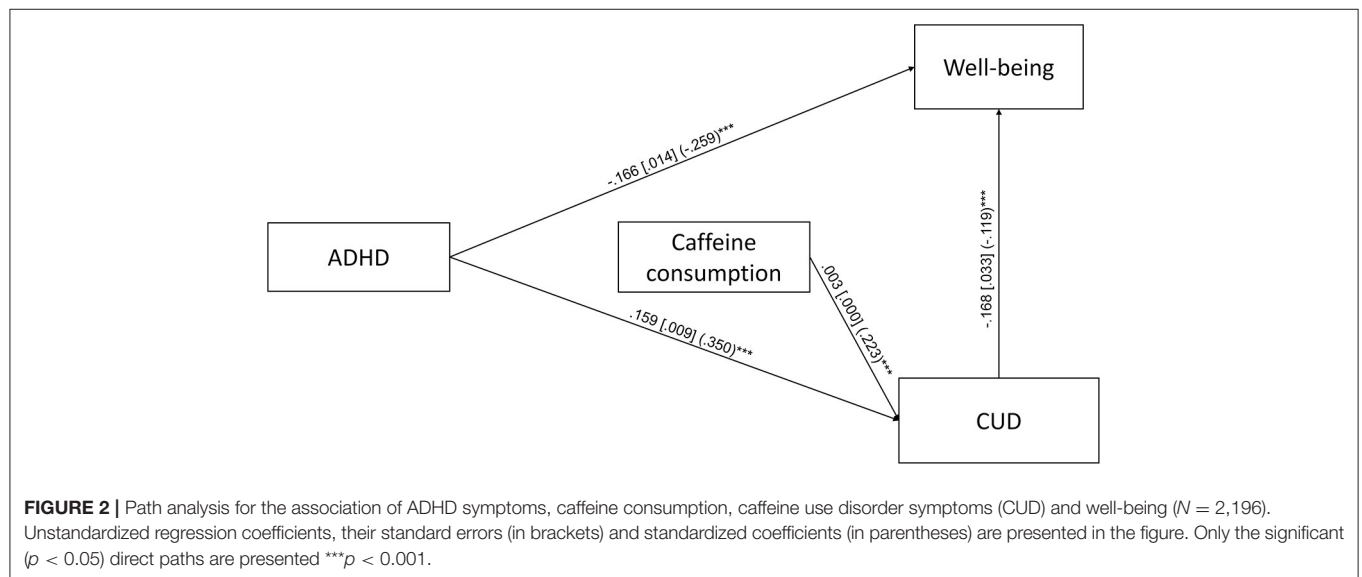 Well-being
-.166 [.014] (-.259)***
ADHD
Caffeine
consumption
.003 [.000] (.223)***
-.168 [.033] (-.119)***
.159 [.009] (.350)***
CUD
FIGURE 2 | Path analysis for the association of ADHD symptoms, caffeine consumption, caffeine use disorder symptoms (CUD) and well-being (N = 2,196).
Unstandardized regression coefficients, their standard errors (in brackets) and standardized coefficients (in parentheses) are presented in the figure. Only the significant
(p < 0.05) direct paths are presented ***p < 0.001.